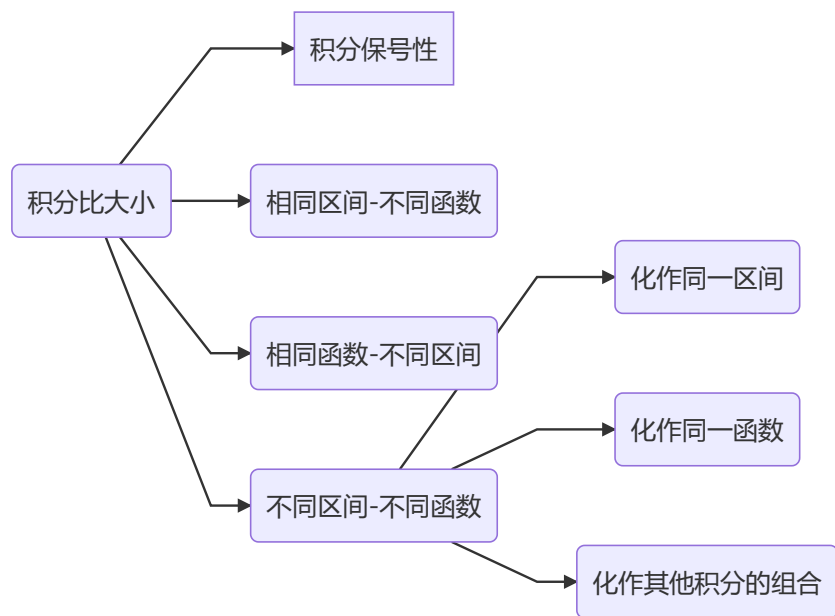 积分保号性
积分比大小
相同区间-不同函数
化作同一区间
相同函数-不同区间
化作同一函数
不同区间-不同函数
化作其他积分的组合